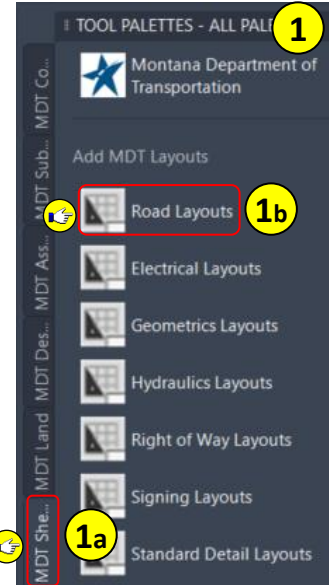 TOOL PALETTES - ALL PAL
1
Montana Department of
Transportation
Add MDT Layouts
Road Layouts
1b
Electrical Layouts
Geometrics Layouts
Hydraulics Layouts
Right of Way Layouts
Signing Layouts
1a
Standard Detail Layouts
MDT Co...
MDT Sub...
MDT Ass...
MDT Des...
MDT Land
MDT She...